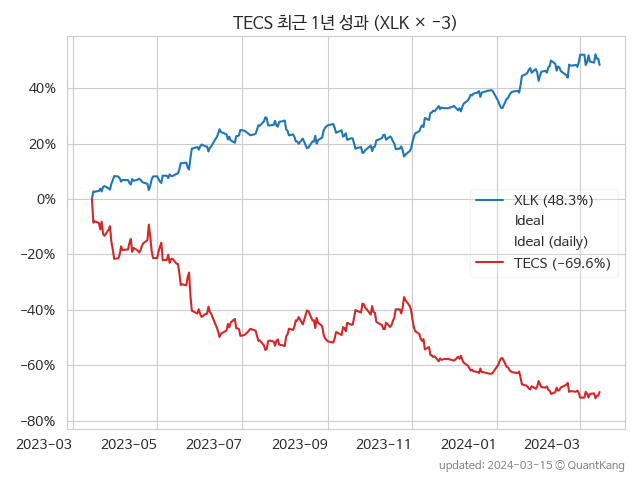 TECS 최근 1년 성과 (XLK × −3)
40%
20%
0%
−20%
−40%
−60%
−80%
XLK (48.3%)
Ideal
Ideal (daily)
TECS (−69.6%)
2023−03 2023−05 2023−07 2023−09 2023−11 2024−01 2024−03
updated: 2024−03−15 © QuantKang